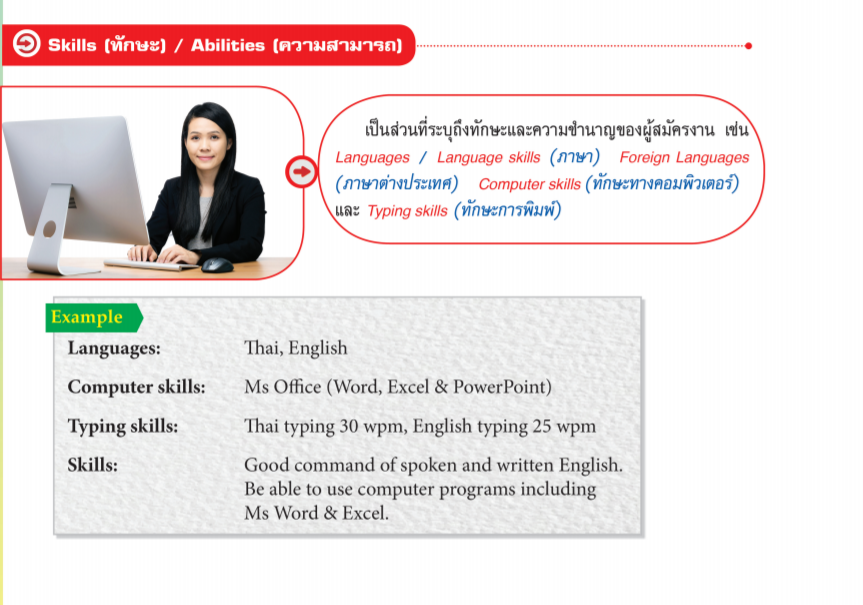 Skills (ทักษะ) / Abilities (ความสามารถ)
เป็นส่วนที่ระบุถึงทักษะและความชำนาญของผู้สมัครงาน เช่น
Languages / Language skills (ภาษา) Foreign Languages
(ภาษาต่างประเทศ) Computer skills (ทักษะทางคอมพิวเตอร์)
และ Typing skills (ทักษะการพิมพ์)
Example
Languages: Thai, English
Computer skills: Ms Office (Word, Excel & PowerPoint)
Typing skills: Thai typing 30 wpm, English typing 25 wpm
Skills: Good command of spoken and written English.
Be able to use computer programs including
Ms Word & Excel.